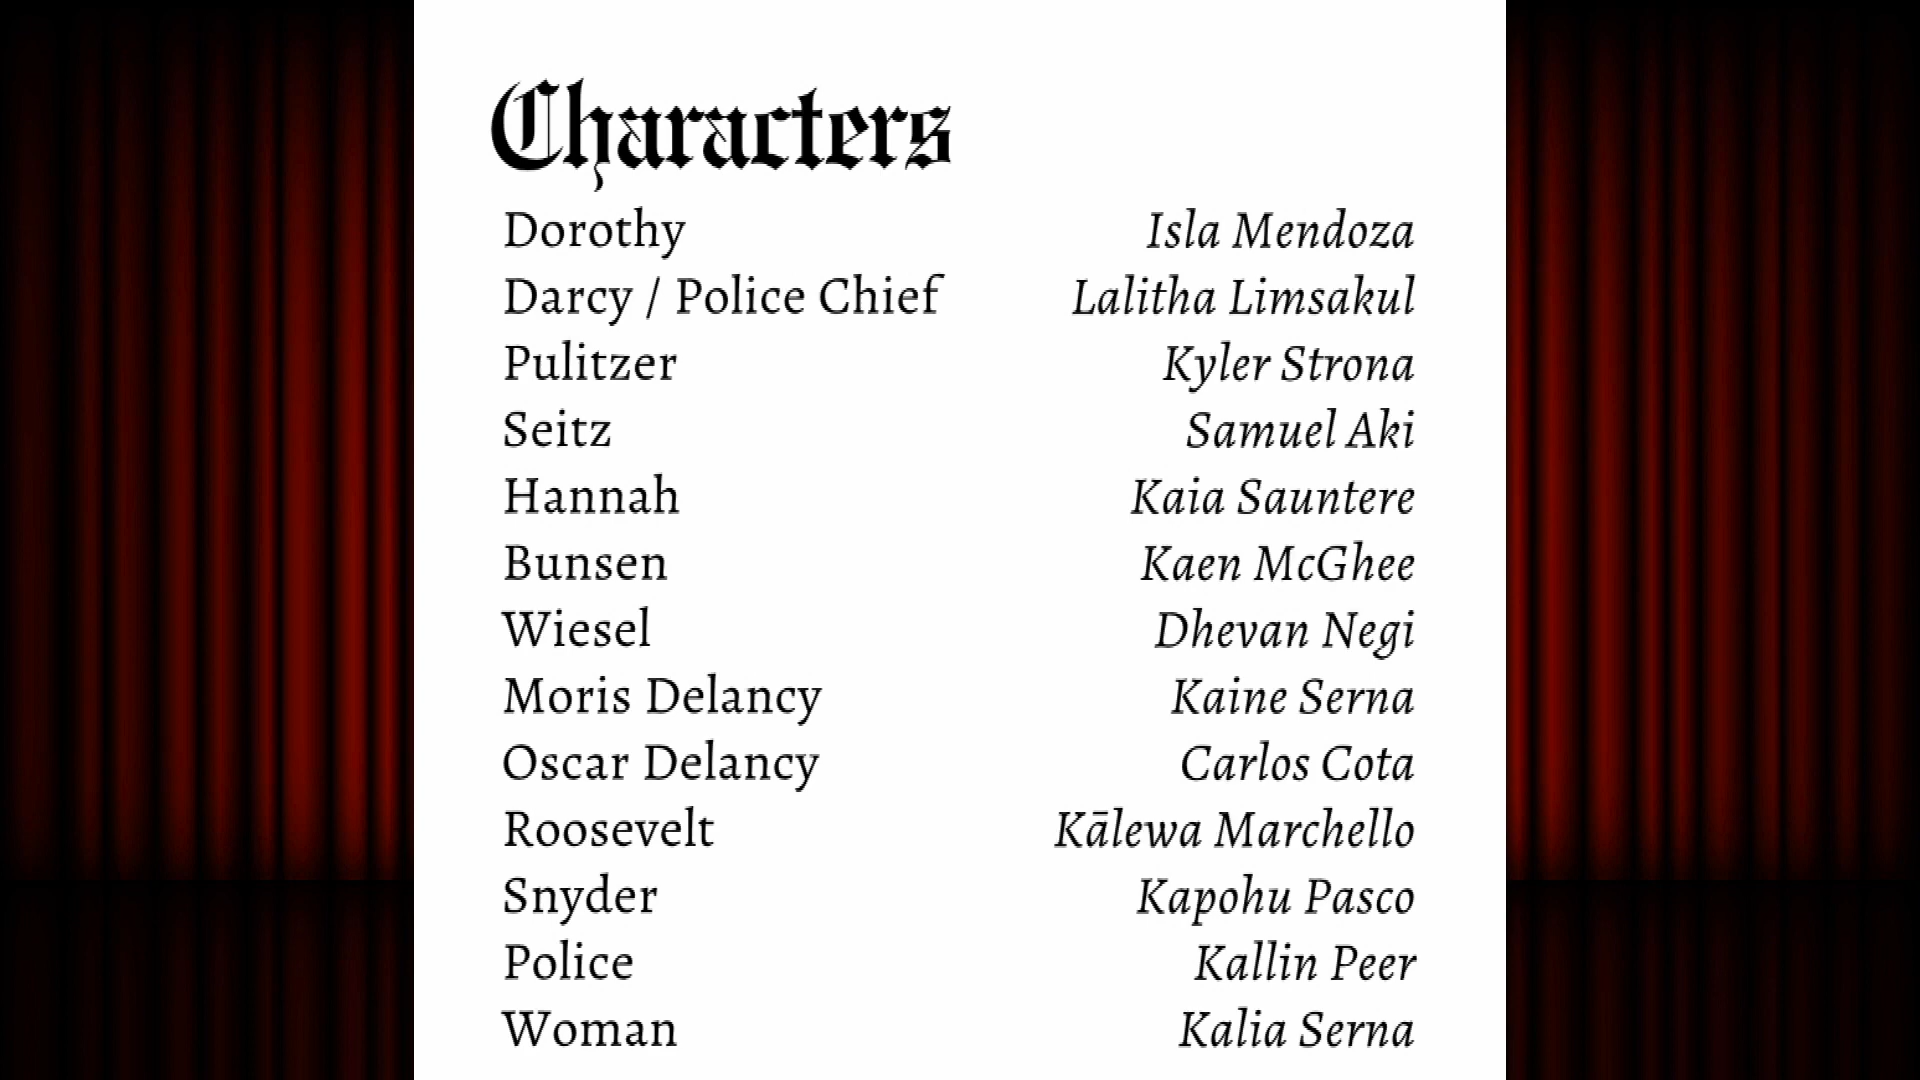 Characters
Dorothy Isla Mendoza
Darcy / Police Chief Lalitha Limsakul
Pulitzer Kyler Strona
Seitz Samuel Aki
Hannah Kaia Sauntere
Bunsen Kaen McGhee
Wiesel Dhevan Negi
Moris Delancy Kaine Serna
Oscar Delancy Carlos Cota
Roosevelt Kālewa Marchello
Snyder Kapohu Pasco
Police Kallin Peer
Woman Kalia Serna